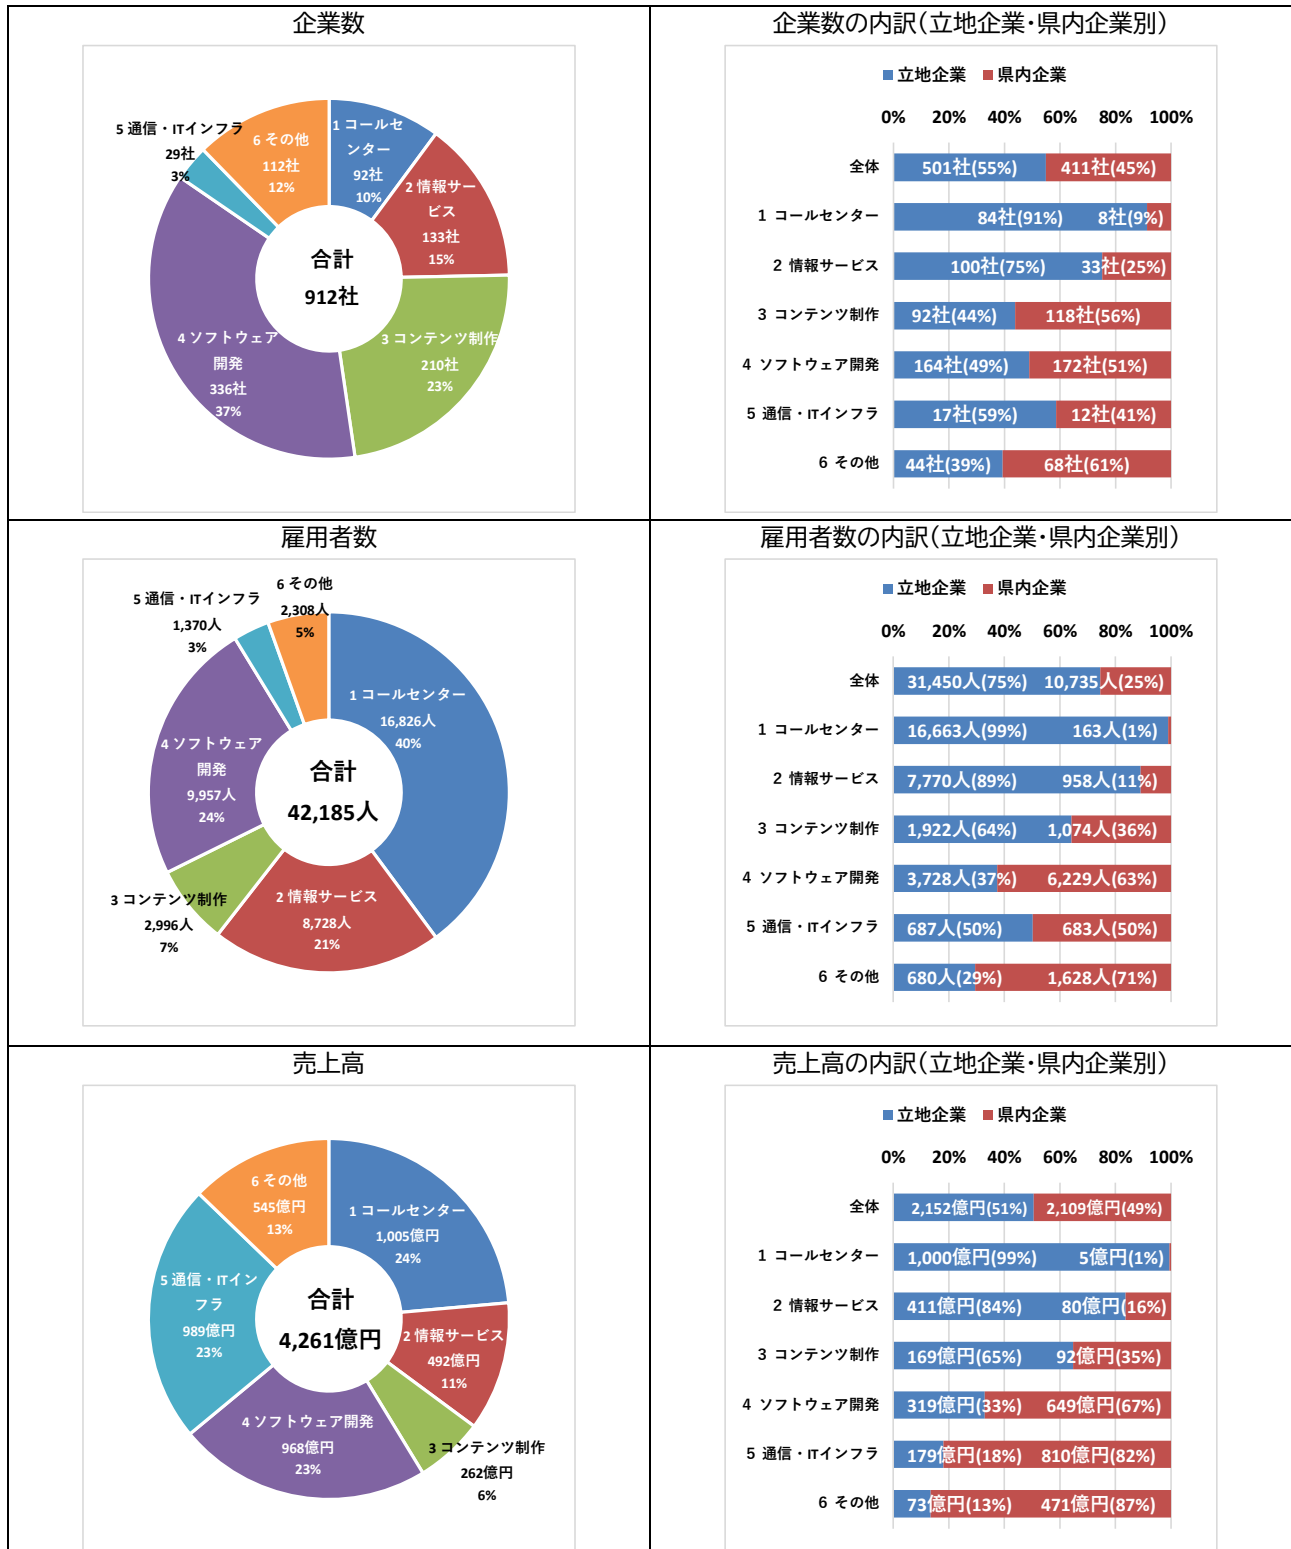 企業数
1 コールセ
ンター
92社
10%
2 情報サー
ビス
133社
15%
3 コンテンツ制作
210社
23%
4 ソフトウェア
開発
336社
37%
5 通信・ITインフラ
29社
3%
6 その他
112社
12%
合計
912社
企業数の内訳(立地企業・県内企業別)
立地企業 県内企業
0% 20% 40% 60% 80% 100%
全体 501社(55%) 411社(45%)
1 コールセンター 84社(91%) 8社(9%)
2 情報サービス 100社(75%) 33社(25%)
3 コンテンツ制作 92社(44%) 118社(56%)
4 ソフトウェア開発 164社(49%) 172社(51%)
5 通信・ITインフラ 17社(59%) 12社(41%)
6 その他 44社(39%) 68社(61%)
雇用者数
1 コールセンター
16,826人
40%
2 情報サービス
8,728人
21%
3 コンテンツ制作
2,996人
7%
4 ソフトウェア
開発
9,957人
24%
5 通信・ITインフラ
1,370人
3%
6 その他
2,308人
5%
合計
42,185人
雇用者数の内訳(立地企業・県内企業別)
立地企業 県内企業
0% 20% 40% 60% 80% 100%
全体 31,450人(75%) 10,735人(25%)
1 コールセンター 16,663人(99%) 163人(1%)
2 情報サービス 7,770人(89%) 958人(11%)
3 コンテンツ制作 1,922人(64%) 1,074人(36%)
4 ソフトウェア開発 3,728人(37%) 6,229人(63%)
5 通信・ITインフラ 687人(50%) 683人(50%)
6 その他 680人(29%) 1,628人(71%)
売上高
1 コールセンター
1,005億円
24%
2 情報サービス
492億円
11%
3 コンテンツ制作
262億円
6%
4 ソフトウェア開発
968億円
23%
5 通信・ITイン
フラ
989億円
23%
6 その他
545億円
13%
合計
4,261億円
売上高の内訳(立地企業・県内企業別)
立地企業 県内企業
0% 20% 40% 60% 80% 100%
全体 2,152億円(51%) 2,109億円(49%)
1 コールセンター 1,000億円(99%) 5億円(1%)
2 情報サービス 411億円(84%) 80億円(16%)
3 コンテンツ制作 169億円(65%) 92億円(35%)
4 ソフトウェア開発 319億円(33%) 649億円(67%)
5 通信・ITインフラ 179億円(18%) 810億円(82%)
6 その他 73億円(13%) 471億円(87%)